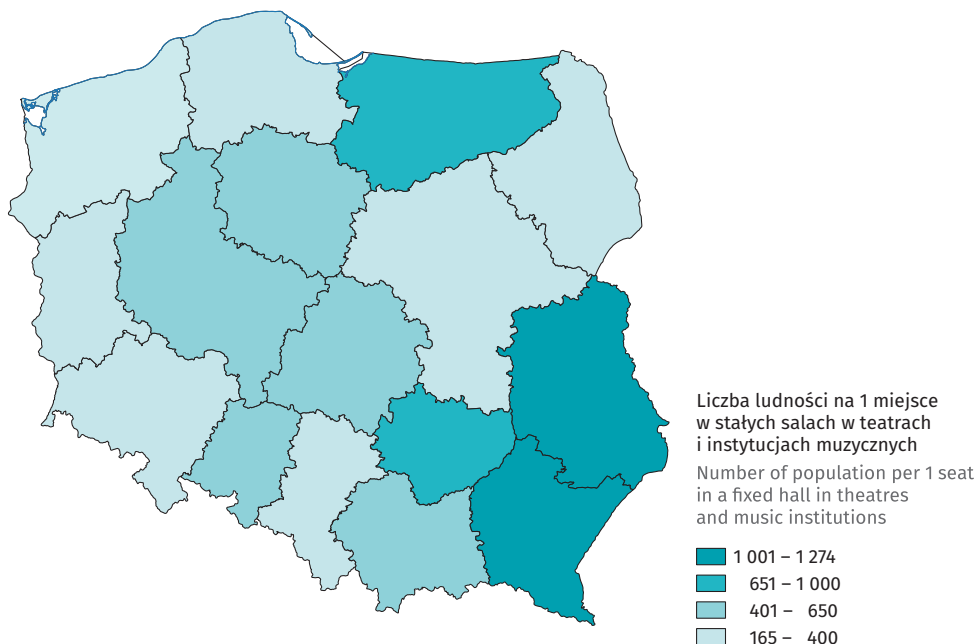 Liczba ludności na 1 miejsce
w stałych salach w teatrach
i instytucjach muzycznych
Number of population per 1 seat
in a fixed hall in theatres
and music institutions
1 001 – 1 274
651 – 1 000
401 – 650
165 – 400